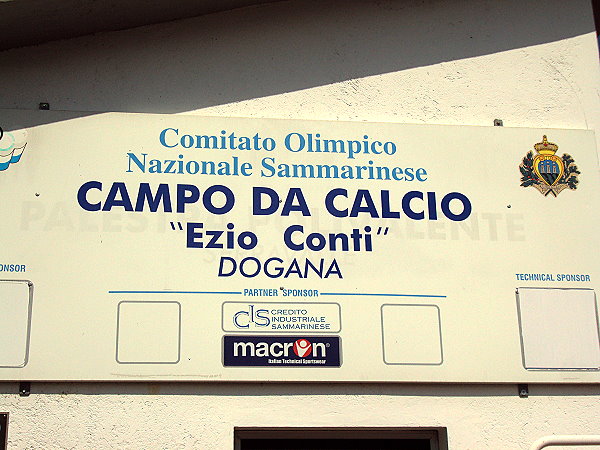 Comitato Olimpico
Nazionale Sammarinese
CAMPO DA CALCIO
"Ezio Conti"
DOGANA
PARTNER SPONSOR
TECHNICAL SPONSOR
CIS CREDITO
INDUSTRIALE
SAMMARINESE
macron
Italian Technical Sportswear